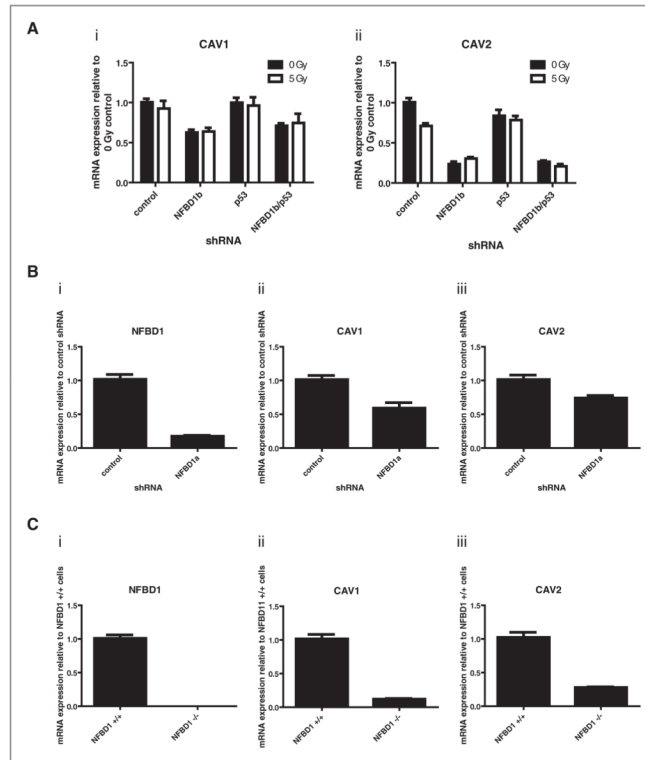 A
i
CAV1
mRNA expression relative to
0 Gy control
1.5
1.0
0.5
0.0
0 Gy
5 Gy
control
NFBD1b
p53
NFBD1b/p53
shRNA
ii
CAV2
mRNA expression relative to
0 Gy control
1.5
1.0
0.5
0.0
0 Gy
5 Gy
control
NFBD1b
p53
NFBD1b/p53
shRNA
B
i
NFBD1
mRNA expression relative to control shRNA
1.5
1.0
0.5
0.0
control
NFBD1a
shRNA
ii
CAV1
mRNA expression relative to control shRNA
1.5
1.0
0.5
0.0
control
NFBD1a
shRNA
iii
CAV2
mRNA expression relative to control shRNA
1.5
1.0
0.5
0.0
control
NFBD1a
shRNA
C
i
NFBD1
mRNA expression relative to NFBD1 +/+ cells
1.5
1.0
0.5
0.0
NFBD1 +/+
NFBD1 -/-
ii
CAV1
mRNA expression relative to NFBD11 +/+ cells
1.5
1.0
0.5
0.0
NFBD1 +/+
NFBD1 -/-
iii
CAV2
mRNA expression relative to NFBD1 +/+ cells
1.5
1.0
0.5
0.0
NFBD1 +/+
NFBD1 -/-